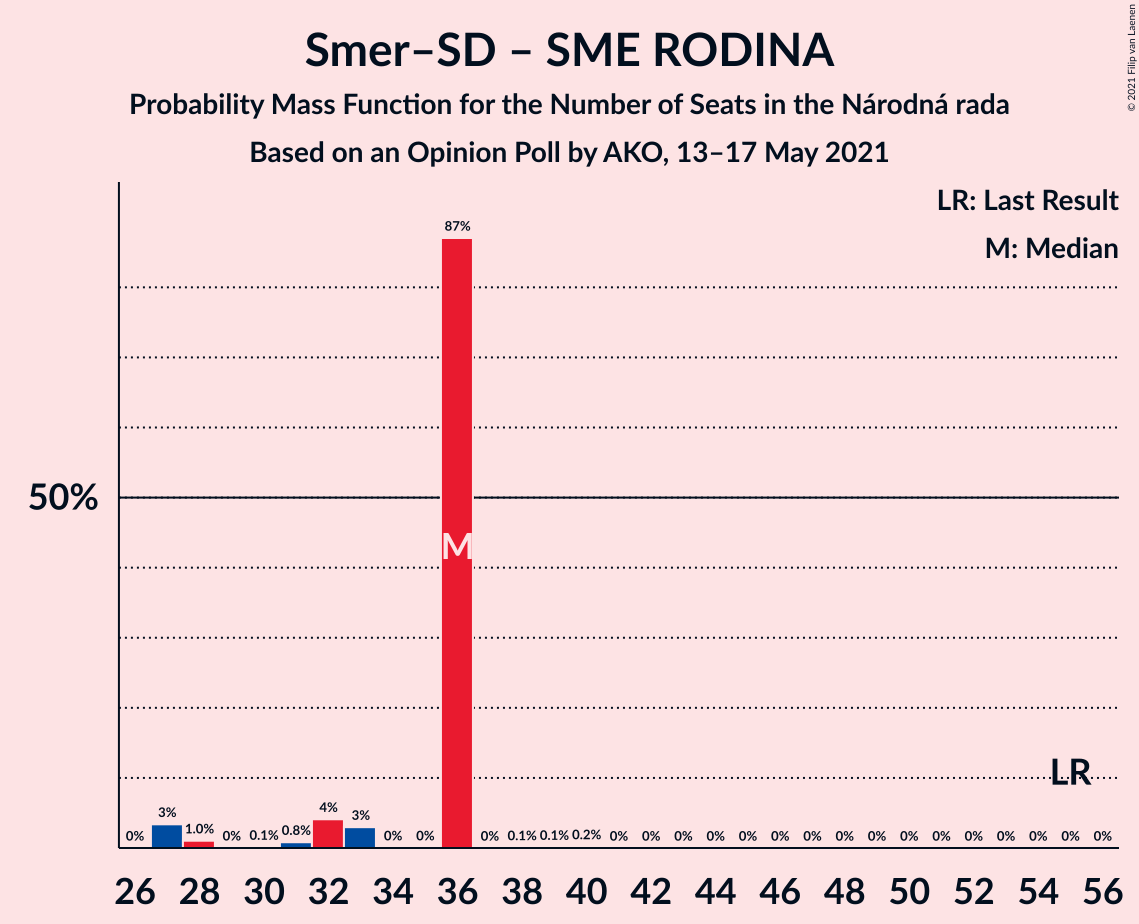 Smer–SD – SME RODINA
Probability Mass Function for the Number of Seats in the Národná rada
Based on an Opinion Poll by AKO, 13–17 May 2021
© 2021 Filip van Laenen
LR: Last Result
M: Median
87%
50%
M
LR
0% 3% 1.0% 0% 0.1% 0.8% 4% 3% 0% 0% 0% 0.1% 0.1% 0.2% 0% 0% 0% 0% 0% 0% 0% 0% 0% 0% 0% 0% 0% 0% 0% 0%
26 28 30 32 34 36 38 40 42 44 46 48 50 52 54 56